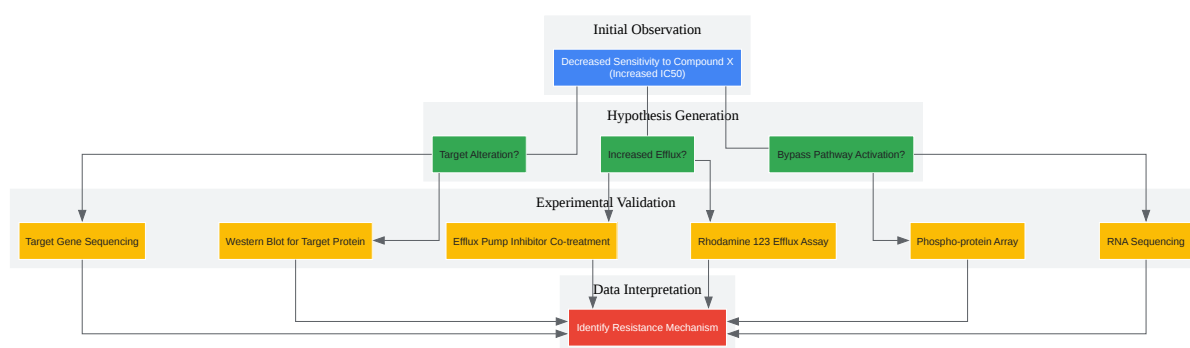 Initial Observation
Decreased Sensitivity to Compound X
(Increased IC50)
Hypothesis Generation
Target Alteration?
Increased Efflux?
Bypass Pathway Activation?
Experimental Validation
Target Gene Sequencing
Western Blot for Target Protein
Efflux Pump Inhibitor Co-treatment
Rhodamine 123 Efflux Assay
Phospho-protein Array
RNA Sequencing
Data Interpretation
Identify Resistance Mechanism